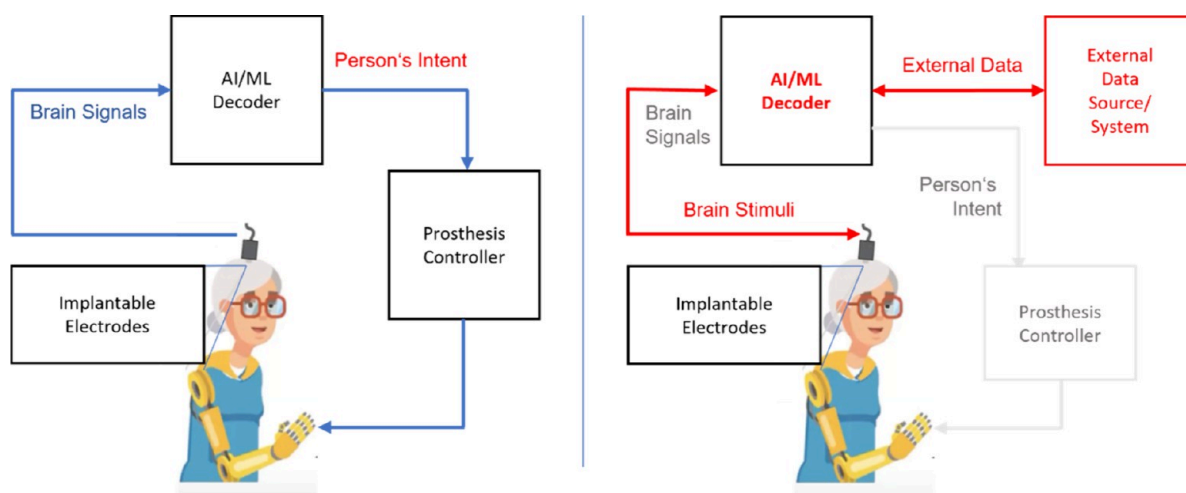 AI/ML
Decoder
Person‘s Intent
Brain Signals
Prosthesis
Controller
Implantable
Electrodes
AI/ML
Decoder
External Data
External
Data
Source/
System
Brain
Signals
Person‘s
Intent
Brain Stimuli
Implantable
Electrodes
Prosthesis
Controller